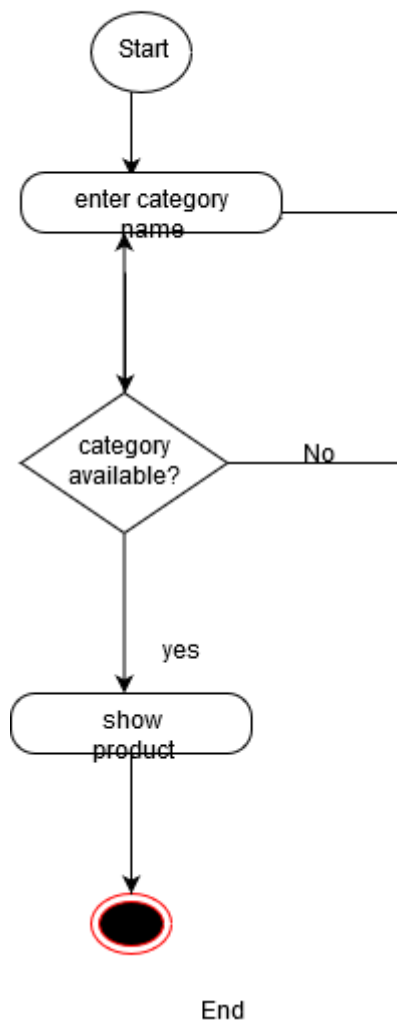 Start
enter category
name
category
available?
No
yes
show
product
End